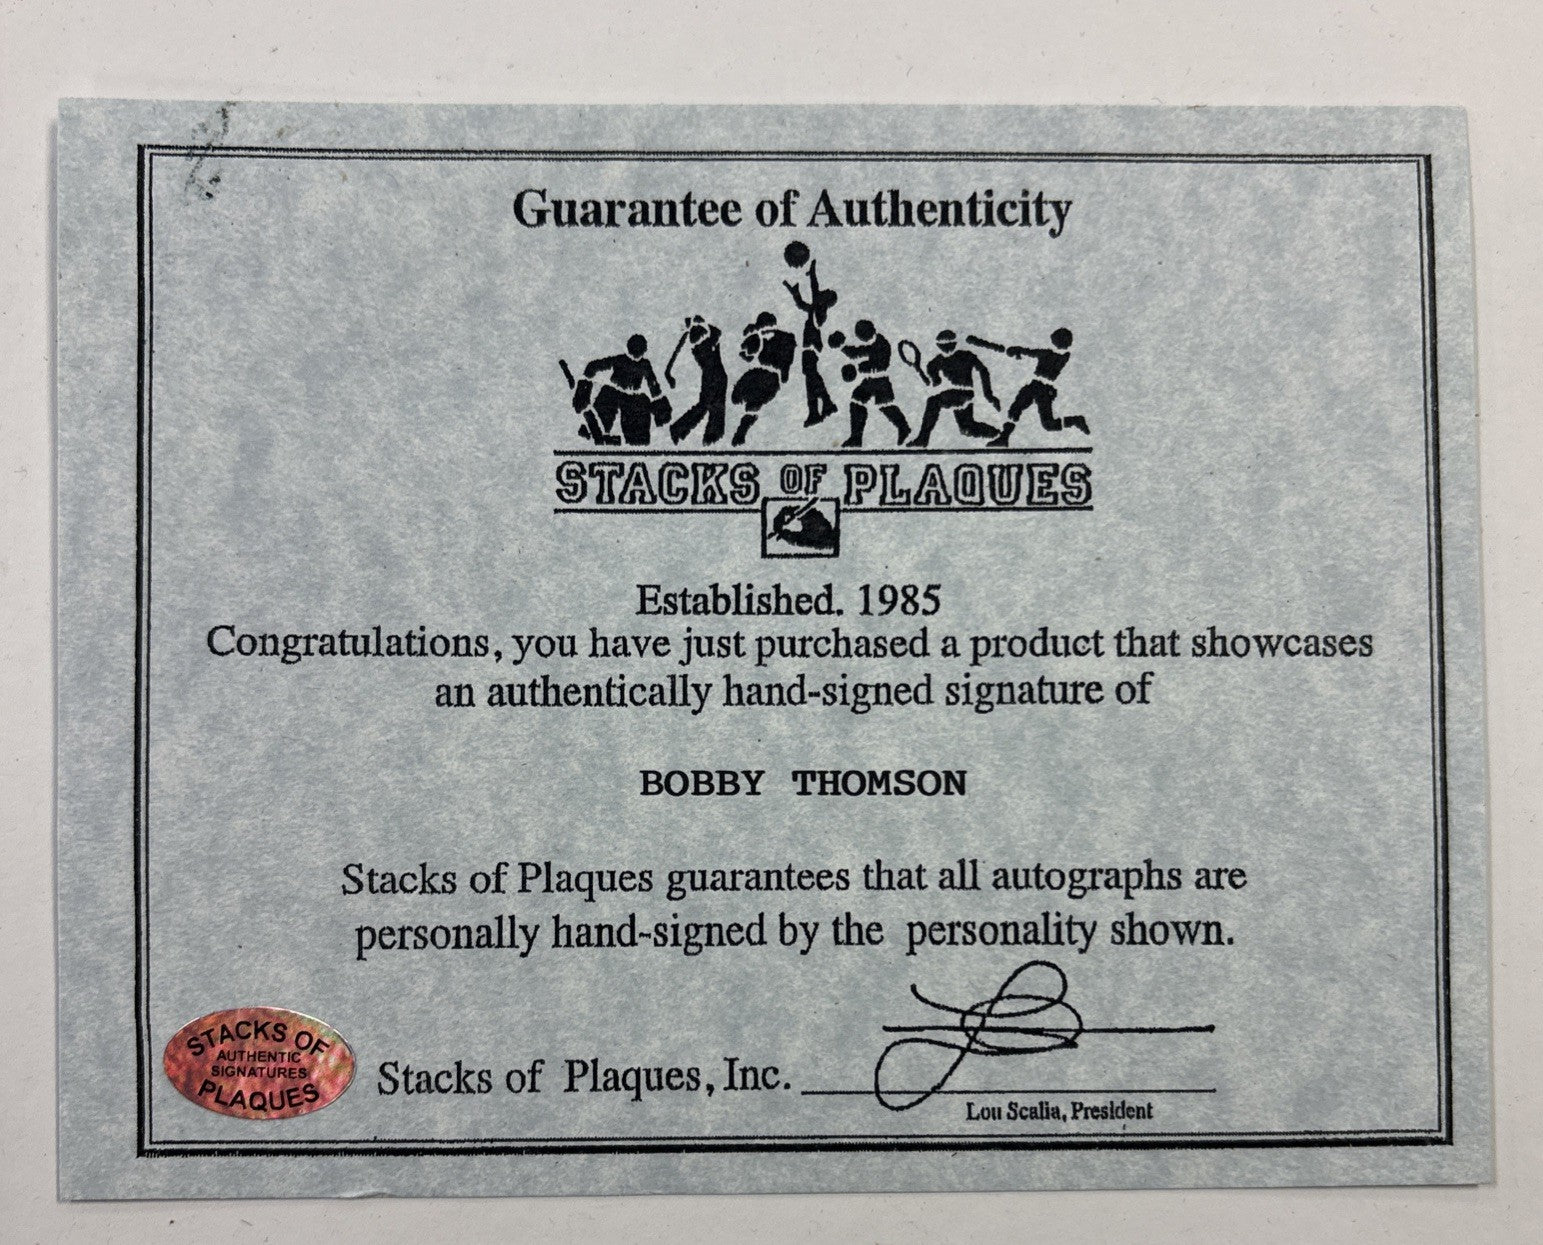 Guarantee of Authenticity
STACKS OF PLAQUES
Established. 1985
Congratulations, you have just purchased a product that showcases
an authentically hand-signed signature of
BOBBY THOMSON
Stacks of Plaques guarantees that all autographs are
personally hand-signed by the personality shown.
STACKS OF
AUTHENTIC
SIGNATURES
PLAQUES
Stacks of Plaques, Inc.
Lou Scalia, President